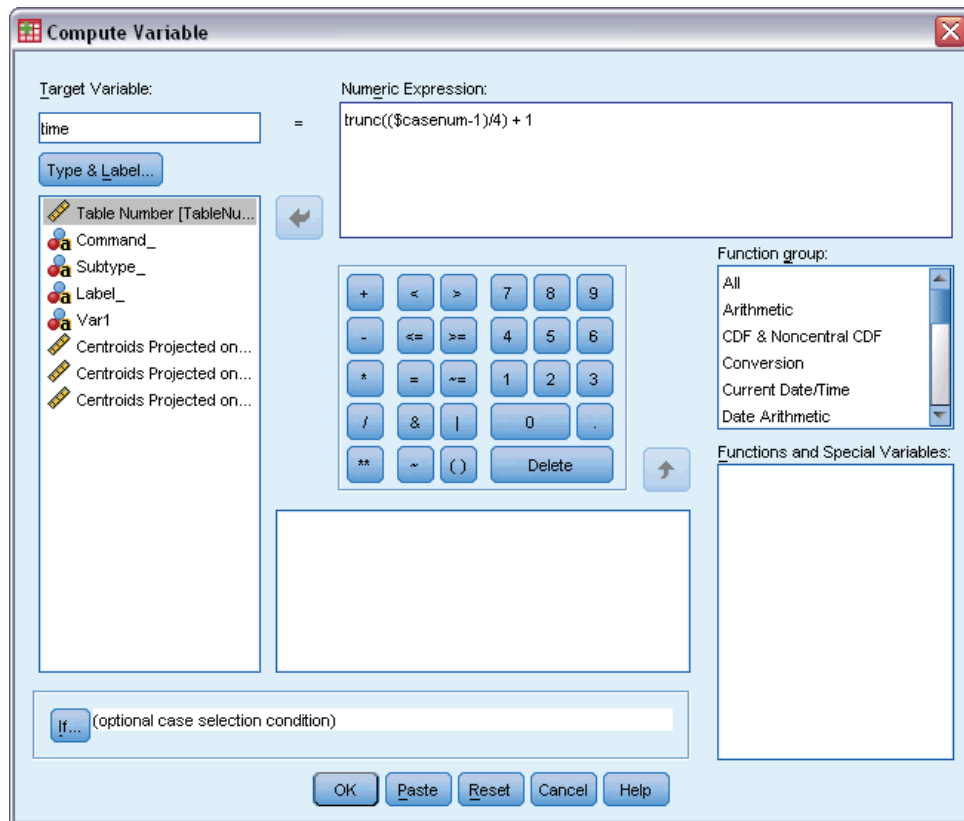 Compute Variable
Target Variable:
time
=
Numeric Expression:
trunc(($casenum-1)/4) + 1
Type & Label...
Table Number [TableNu...
Command_
Subtype_
Label_
Var1
Centroids Projected on...
Centroids Projected on...
Centroids Projected on...
+ < > 7 8 9
- <= >= 4 5 6
* = ~= 1 2 3
/ & | 0 .
** ~ ( ) Delete
Function group:
All
Arithmetic
CDF & Noncentral CDF
Conversion
Current Date/Time
Date Arithmetic
Functions and Special Variables:
If... (optional case selection condition)
OK Paste Reset Cancel Help